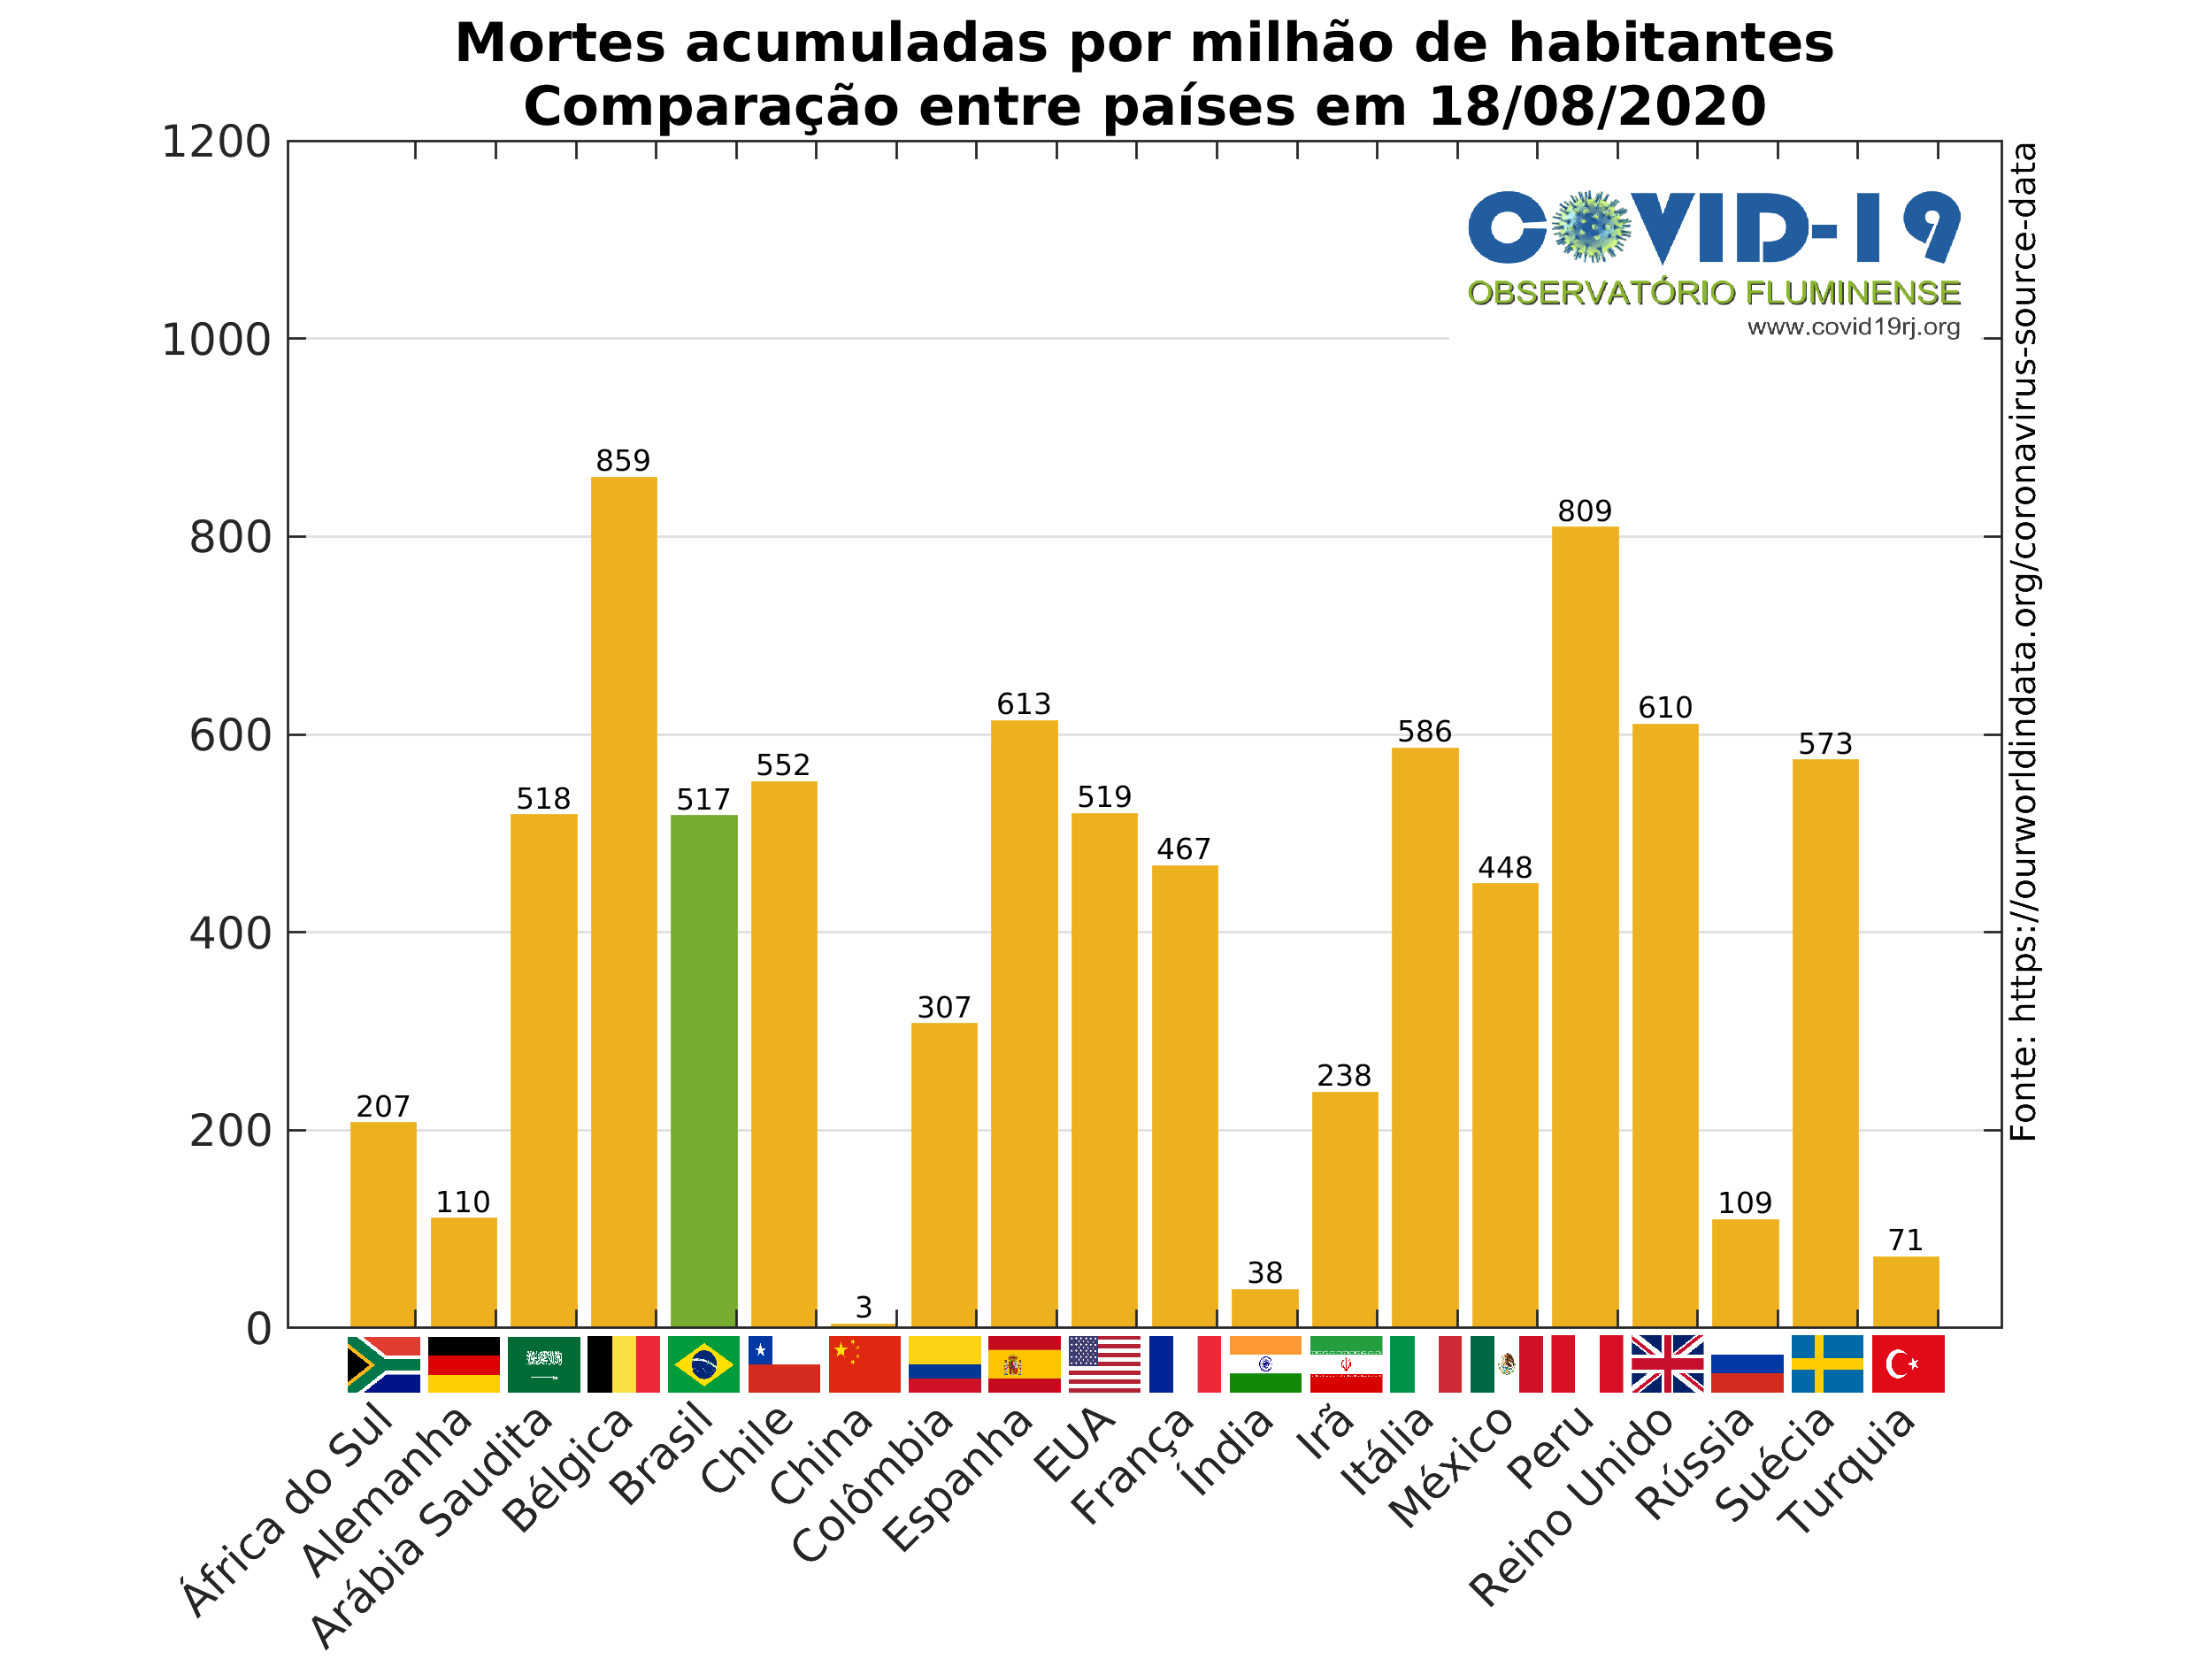 Mortes acumuladas por milhão de habitantes
Comparação entre países em 18/08/2020
1200
1000
800
600
400
200
0
COVID-19
OBSERVATÓRIO FLUMINENSE
www.covid19rj.org
Fonte: https://ourworldindata.org/coronavirus-source-data
207
110
518
859
517
552
3
307
613
519
467
38
238
586
448
809
610
109
573
71
África do Sul
Alemanha
Arábia Saudita
Bélgica
Brasil
Chile
China
Colômbia
Espanha
EUA
França
Índia
Irã
Itália
México
Peru
Reino Unido
Rússia
Suécia
Turquia